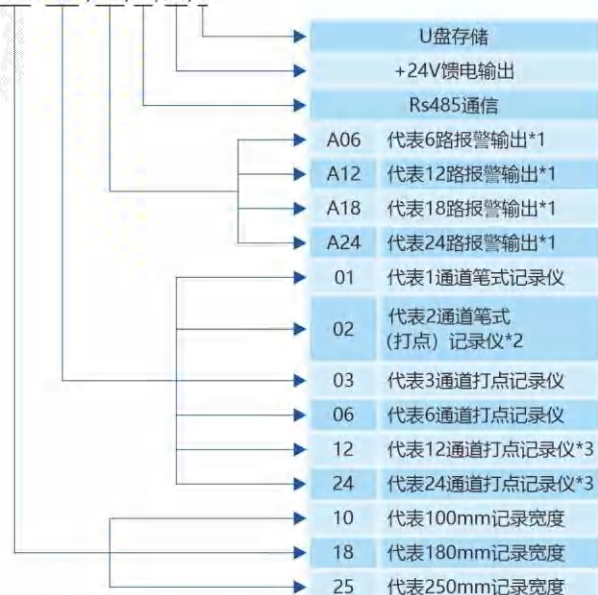 U盘存储
+24V馈电输出
Rs485通信
A06 代表6路报警输出*1
A12 代表12路报警输出*1
A18 代表18路报警输出*1
A24 代表24路报警输出*1
01 代表1通道笔式记录仪
02 代表2通道笔式
(打点）记录仪*2
03 代表3通道打点记录仪
06 代表6通道打点记录仪
12 代表12通道打点记录仪*3
24 代表24通道打点记录仪*3
10 代表100mm记录宽度
18 代表180mm记录宽度
25 代表250mm记录宽度